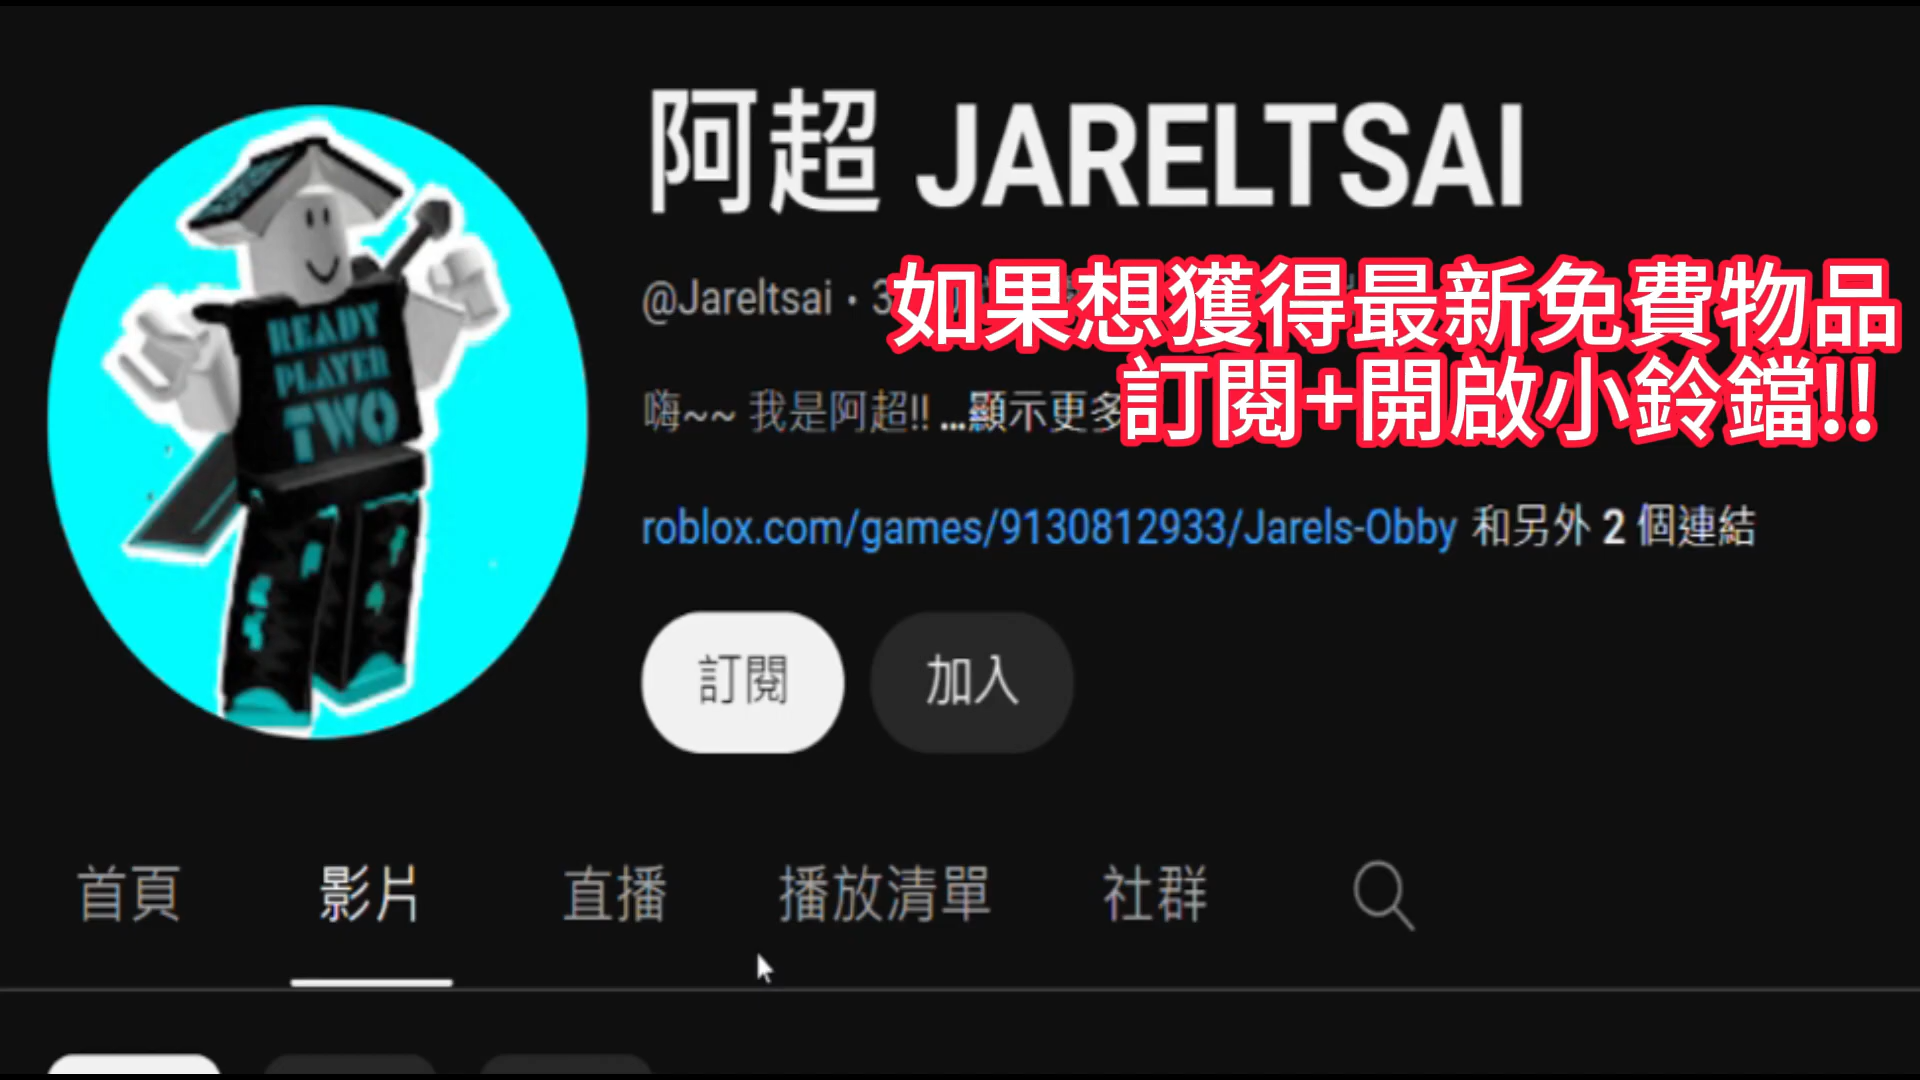 阿超 JARELTSAI
@Jareltsai • 3
如果想獲得最新免費物品
嗨~~ 我是阿超!! ...顯示更多
訂閱+開啟小鈴鐺!!
READY
PLAYER
TWO
roblox.com/games/9130812933/Jarels-Obby 和另外 2 個連結
訂閱
加入
首頁 影片 直播 播放清單 社群